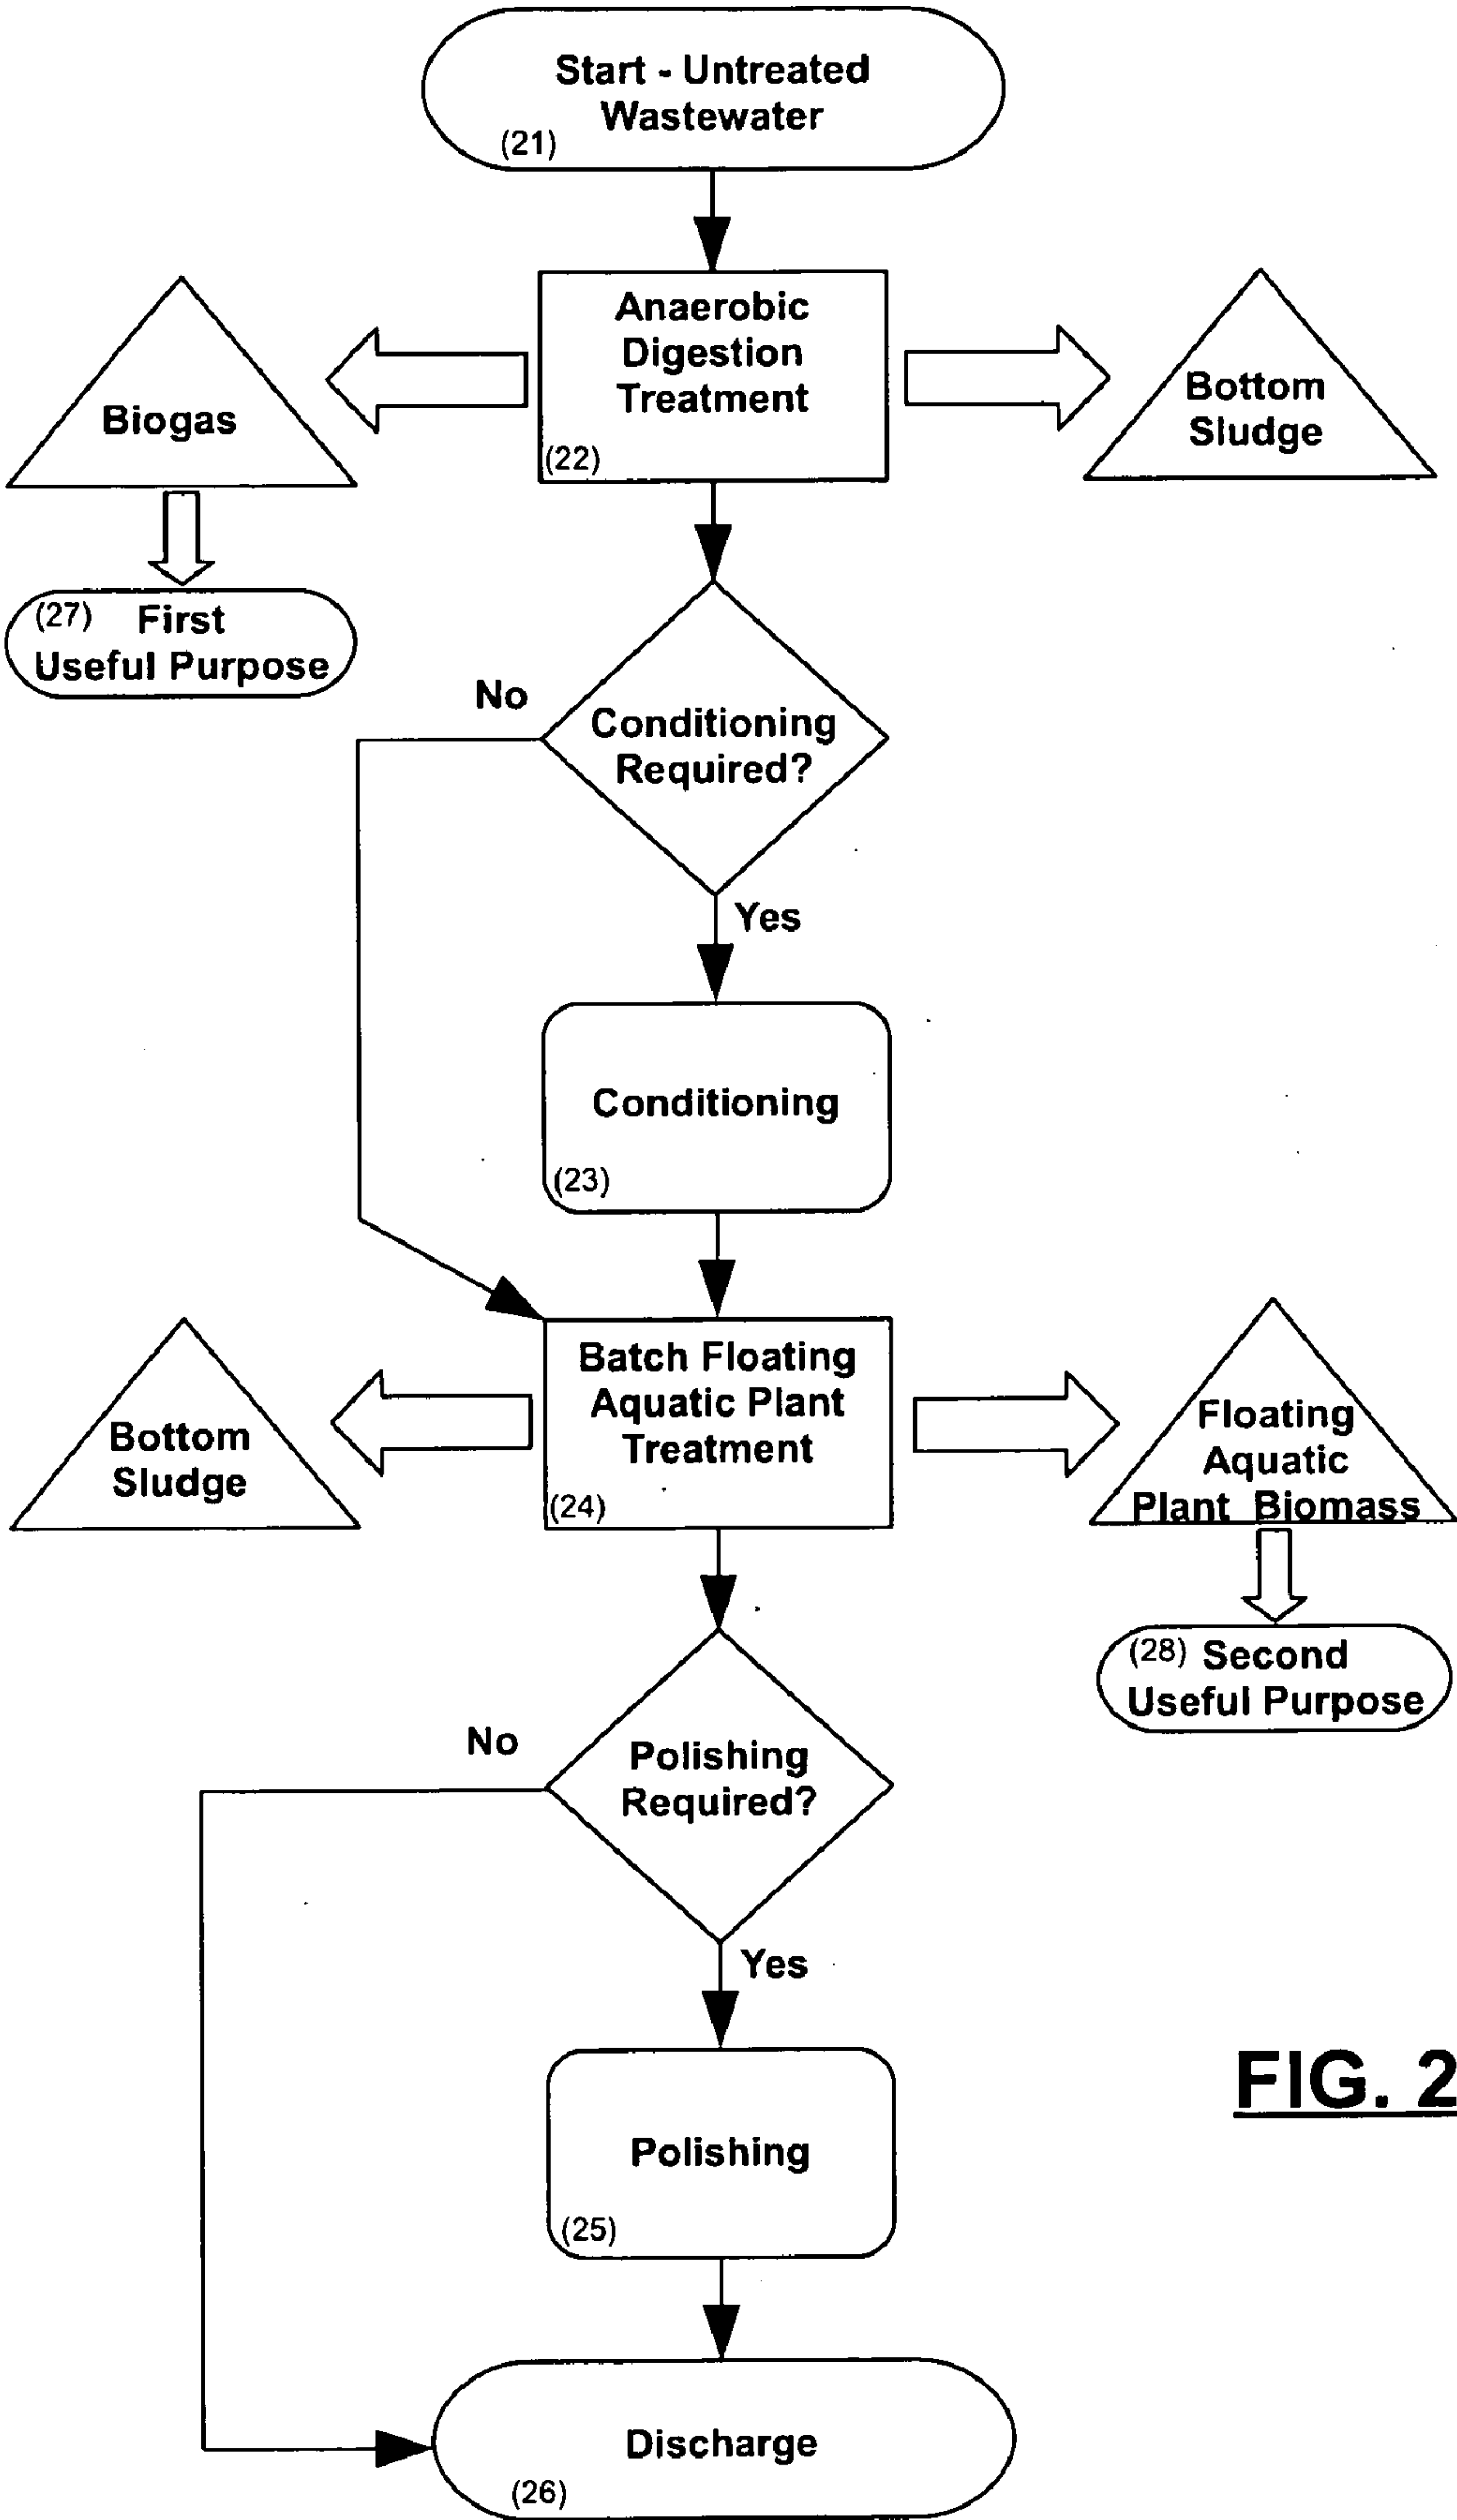 Start - Untreated
Wastewater
(21)
Anaerobic
Digestion
Treatment
(22)
Biogas
Bottom
Sludge
(27) First
Useful Purpose
No
Conditioning
Required?
Yes
Conditioning
(23)
Batch Floating
Aquatic Plant
Treatment
(24)
Bottom
Sludge
Floating
Aquatic
Plant Biomass
(28) Second
Useful Purpose
No
Polishing
Required?
Yes
Polishing
(25)
FIG. 2
Discharge
(26)